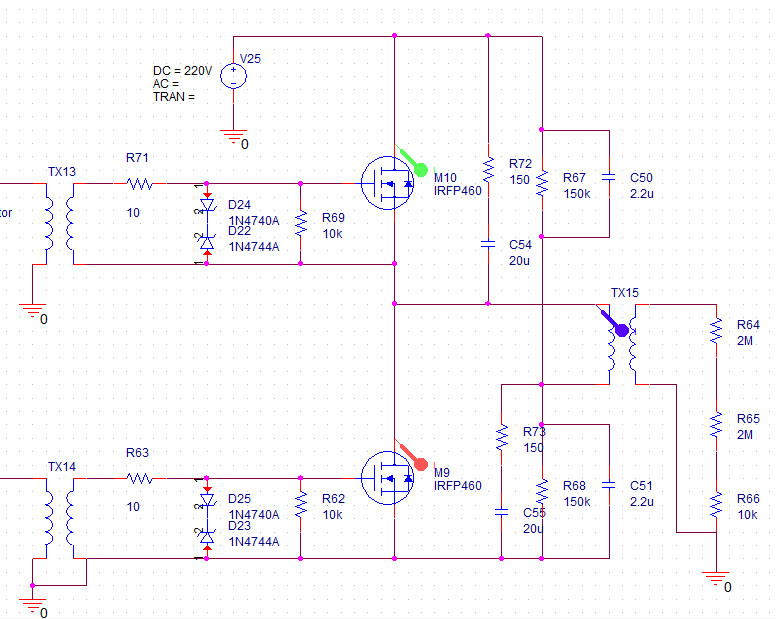 V25
DC = 220V
AC =
TRAN =
0
TX13
R71
10
tor
D24
1N4740A
D22
1N4744A
R69
10k
M10
IRFP460
R72
150
R67
150k
C50
2.2u
C54
20u
0
TX15
R64
2M
R65
2M
R66
10k
0
TX14
R63
10
D25
1N4740A
D23
1N4744A
R62
10k
M9
IRFP460
R73
150
R68
150k
C51
2.2u
C55
20u
0